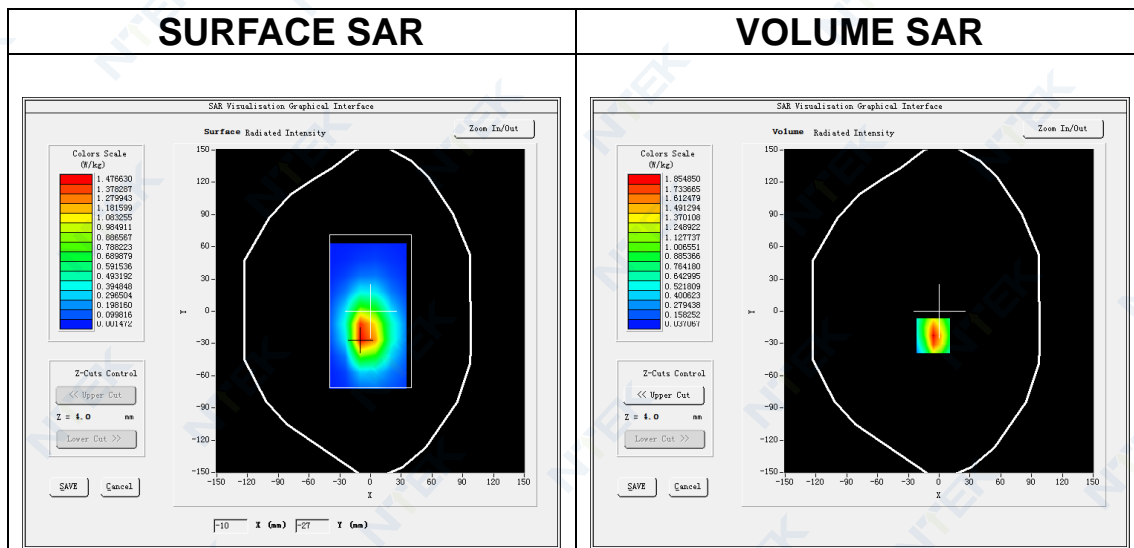 SURFACE SAR
SAR Visualisation Graphical Interface
Surface Radiated Intensity
Zoom In/Out
Colors Scale
(W/kg)
1.476630
1.378287
1.279943
1.181599
1.083255
0.984911
0.886567
0.788223
0.689879
0.591536
0.493192
0.394848
0.296504
0.198160
0.099816
0.001472
Z-Cuts Control
<< Upper Cut
Z = 4.0 mm
Lower Cut >>
SAVE
Cancel
150
120
90
60
30
0
-30
-60
-90
-120
-150
Y
-150 -120 -90 -60 -30 0 30 60 90 120 150
X
-10 X (mm) -27 Y (mm)
VOLUME SAR
SAR Visualisation Graphical Interface
Volume Radiated Intensity
Zoom In/Out
Colors Scale
(W/kg)
1.854850
1.733665
1.612479
1.491294
1.370108
1.248922
1.127737
1.006551
0.885366
0.764180
0.642995
0.521809
0.400623
0.279438
0.158252
0.037067
Z-Cuts Control
<< Upper Cut
Z = 4.0 mm
Lower Cut >>
SAVE
Cancel
150
120
90
60
30
0
-30
-60
-90
-120
-150
Y
-150 -120 -90 -60 -30 0 30 60 90 120 150
X
NTEK